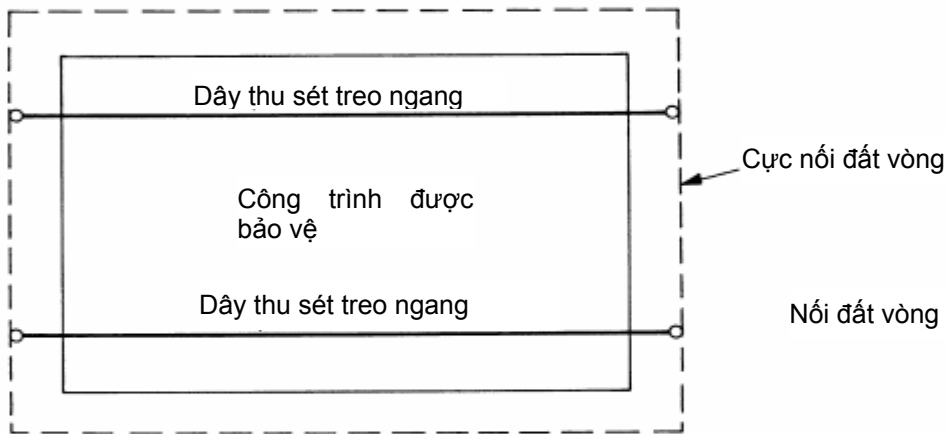 Dây thu sét treo ngang
Cực nối đất vòng
Công trình được
bảo vệ
Dây thu sét treo ngang
Nối đất vòng